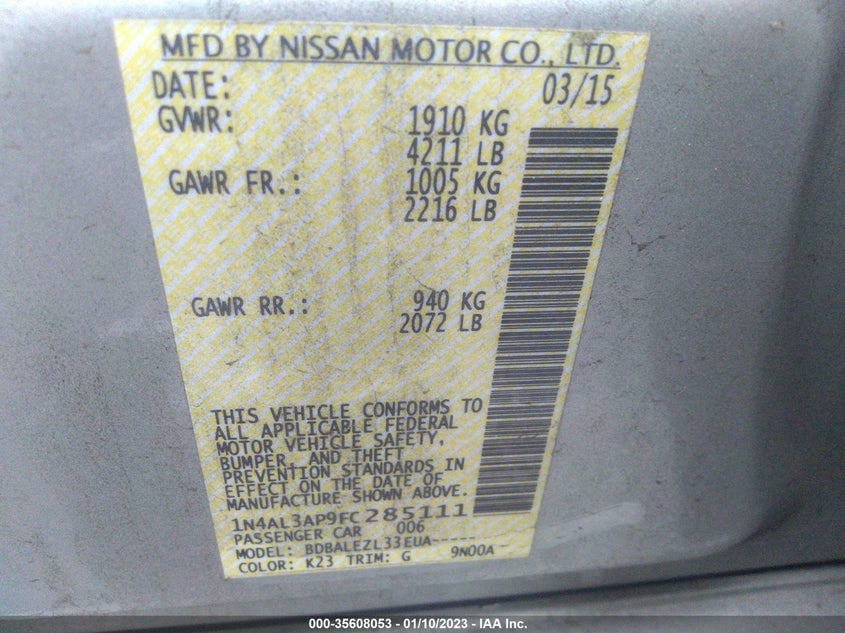 MFD BY NISSAN MOTOR CO., LTD.
DATE: 03/15
GVWR: 1910 KG
4211 LB
GAWR FR.: 1005 KG
2216 LB
GAWR RR.: 940 KG
2072 LB
THIS VEHICLE CONFORMS TO
ALL APPLICABLE FEDERAL
MOTOR VEHICLE SAFETY,
BUMPER, AND THEFT
PREVENTION STANDARDS IN
EFFECT ON THE DATE OF
MANUFACTURE SHOWN ABOVE.
1N4AL3AP9FC285111
PASSENGER CAR 006
MODEL: BDBALEZL33EUA-----
COLOR: K23 TRIM: G 9N00A
000-35608053 - 01/10/2023 - IAA Inc.